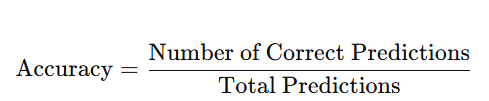 Accuracy = Number of Correct Predictions / Total Predictions